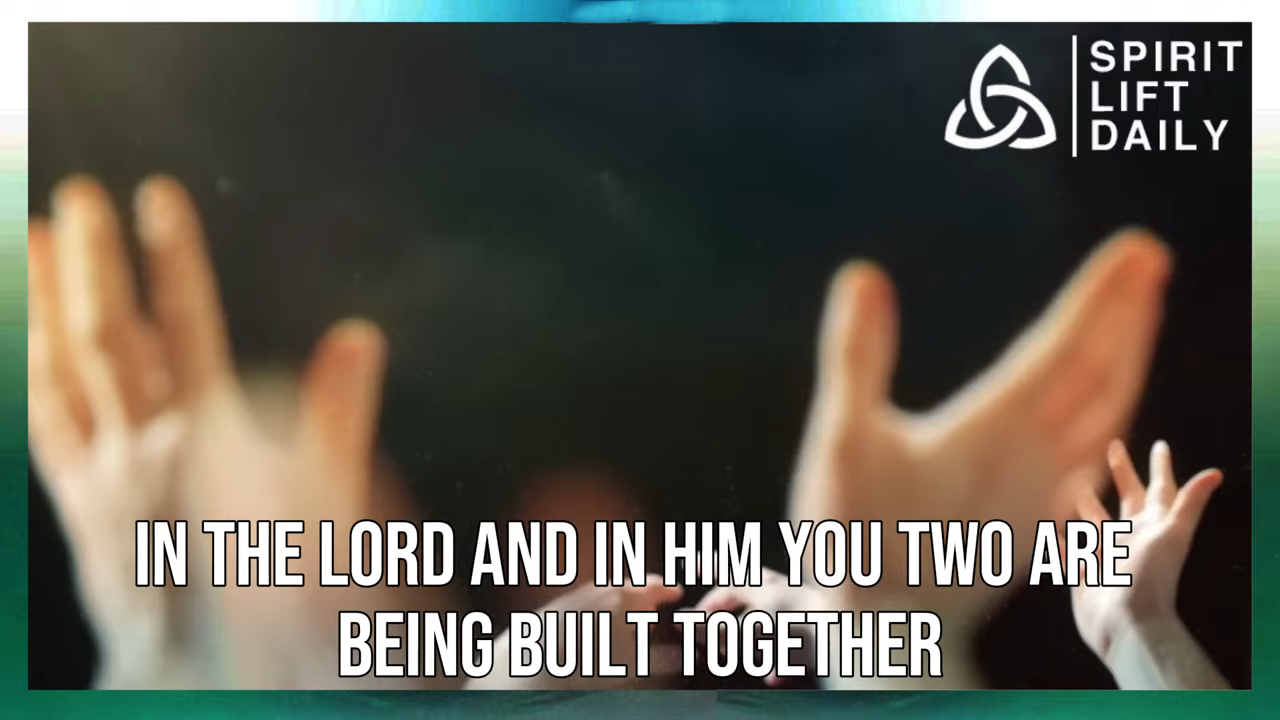 SPIRIT
LIFT
DAILY
IN THE LORD AND IN HIM YOU TWO ARE
BEING BUILT TOGETHER